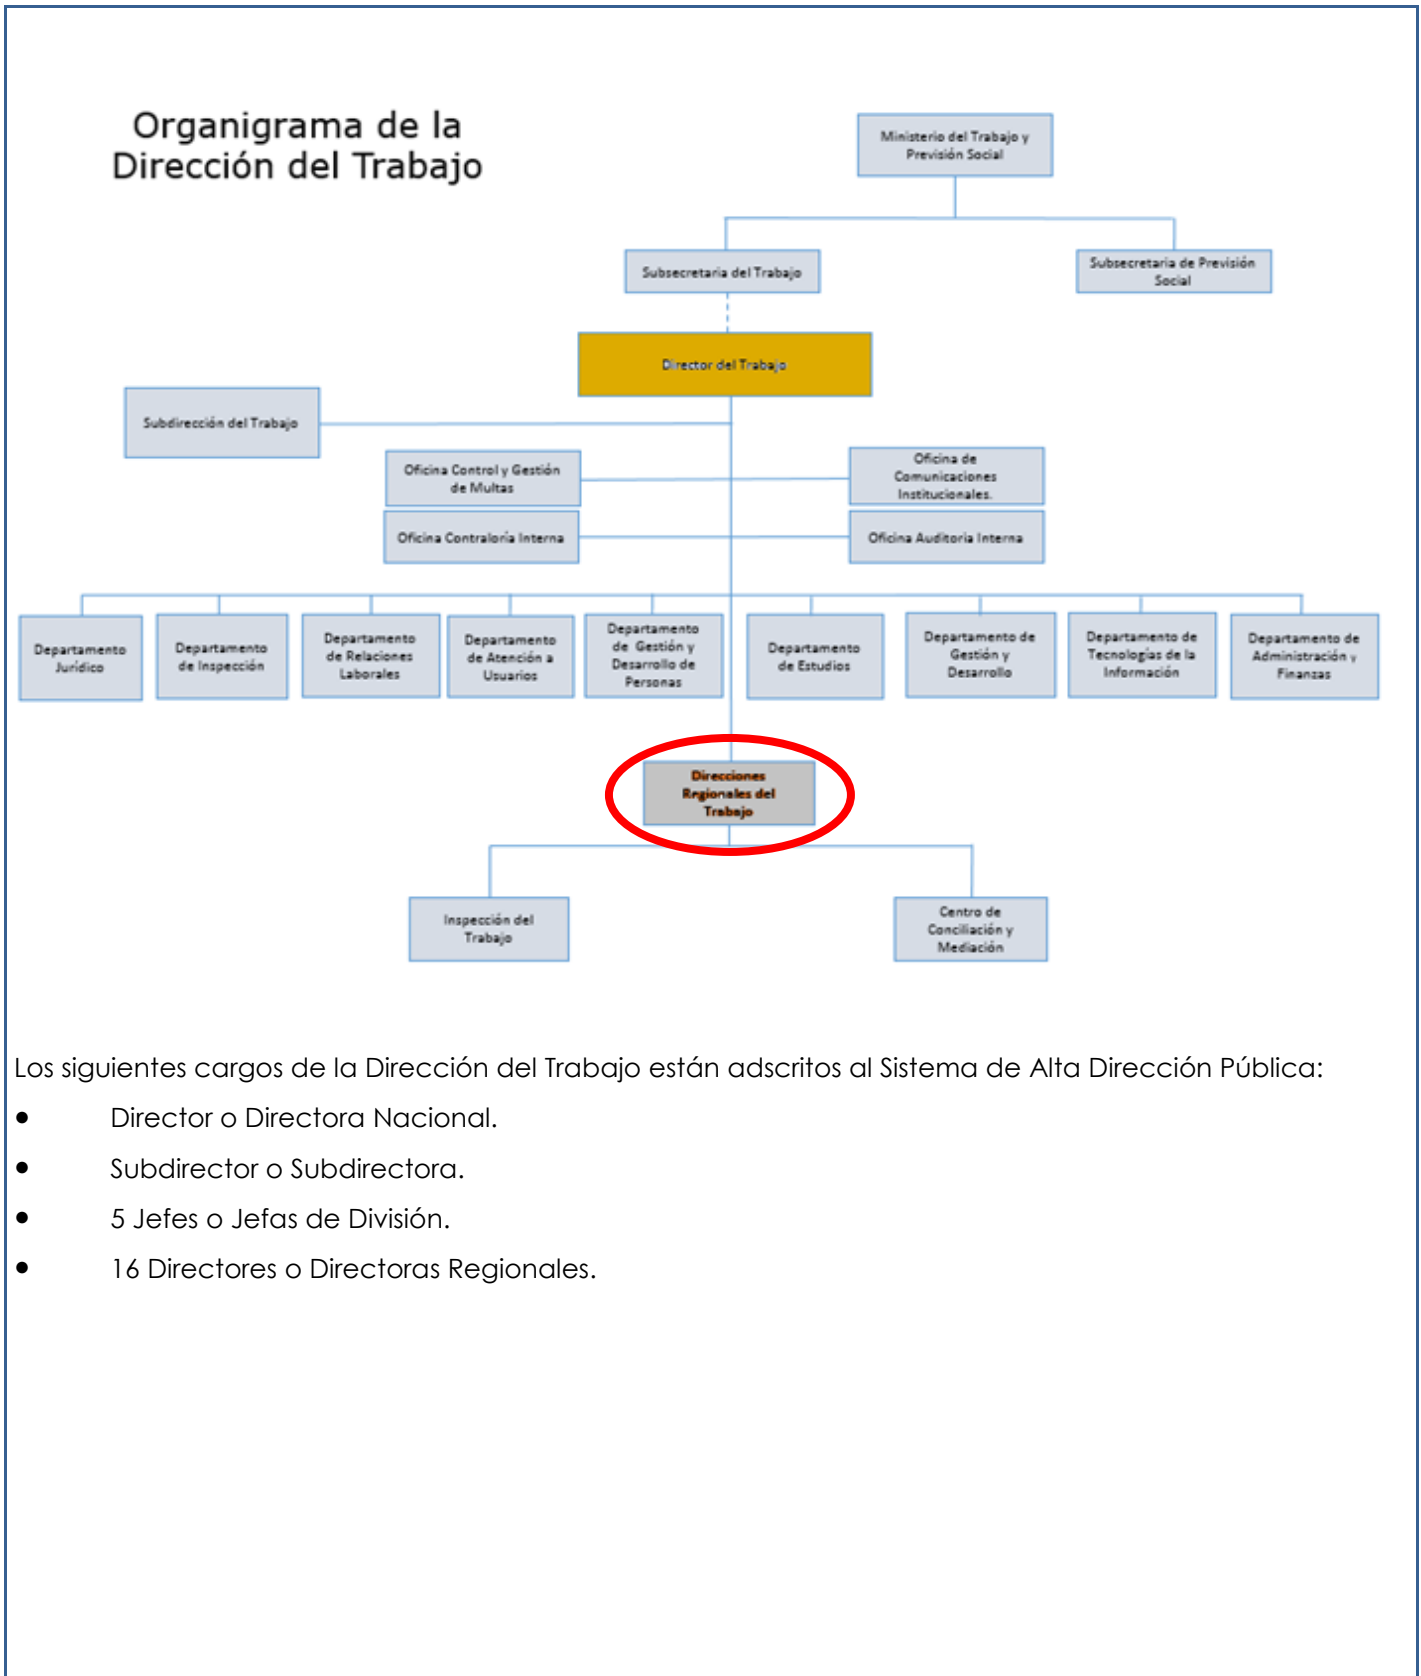 Organigrama de la
Dirección del Trabajo
Ministerio del Trabajo y
Previsión Social
Subsecretaria del Trabajo
Subsecretaria de Previsión
Social
Director del Trabajo
Subdirección del Trabajo
Oficina Control y Gestión
de Multas
Oficina de
Comunicaciones
Institucionales.
Oficina Contraloría Interna
Oficina Auditoria Interna
Departamento
Jurídico
Departamento
de Inspección
Departamento
de Relaciones
Laborales
Departamento
de Atención a
Usuarios
Departamento
de Gestión y
Desarrollo de
Personas
Departamento
de Estudios
Departamento de
Gestión y
Desarrollo
Departamento de
Tecnologías de la
Información
Departamento de
Administración y
Finanzas
Direcciones
Regionales del
Trabajo
Inspección del
Trabajo
Centro de
Conciliación y
Mediación
Los siguientes cargos de la Dirección del Trabajo están adscritos al Sistema de Alta Dirección Pública:
● Director o Directora Nacional.
● Subdirector o Subdirectora.
● 5 Jefes o Jefas de División.
● 16 Directores o Directoras Regionales.